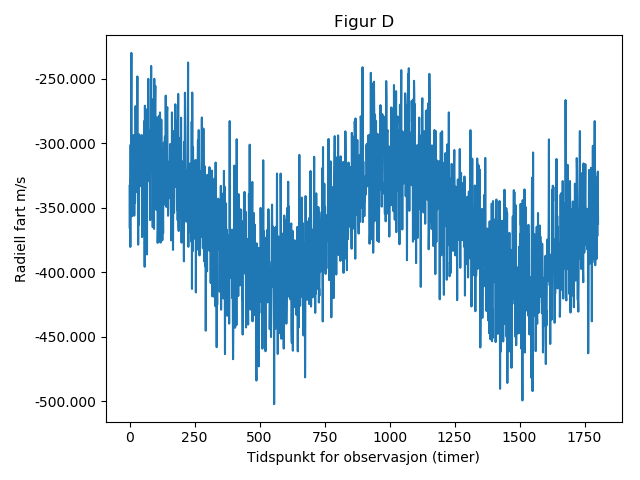 Figur D
Radiell fart m/s
-250.000
-300.000
-350.000
-400.000
-450.000
-500.000
0 250 500 750 1000 1250 1500 1750
Tidspunkt for observasjon (timer)